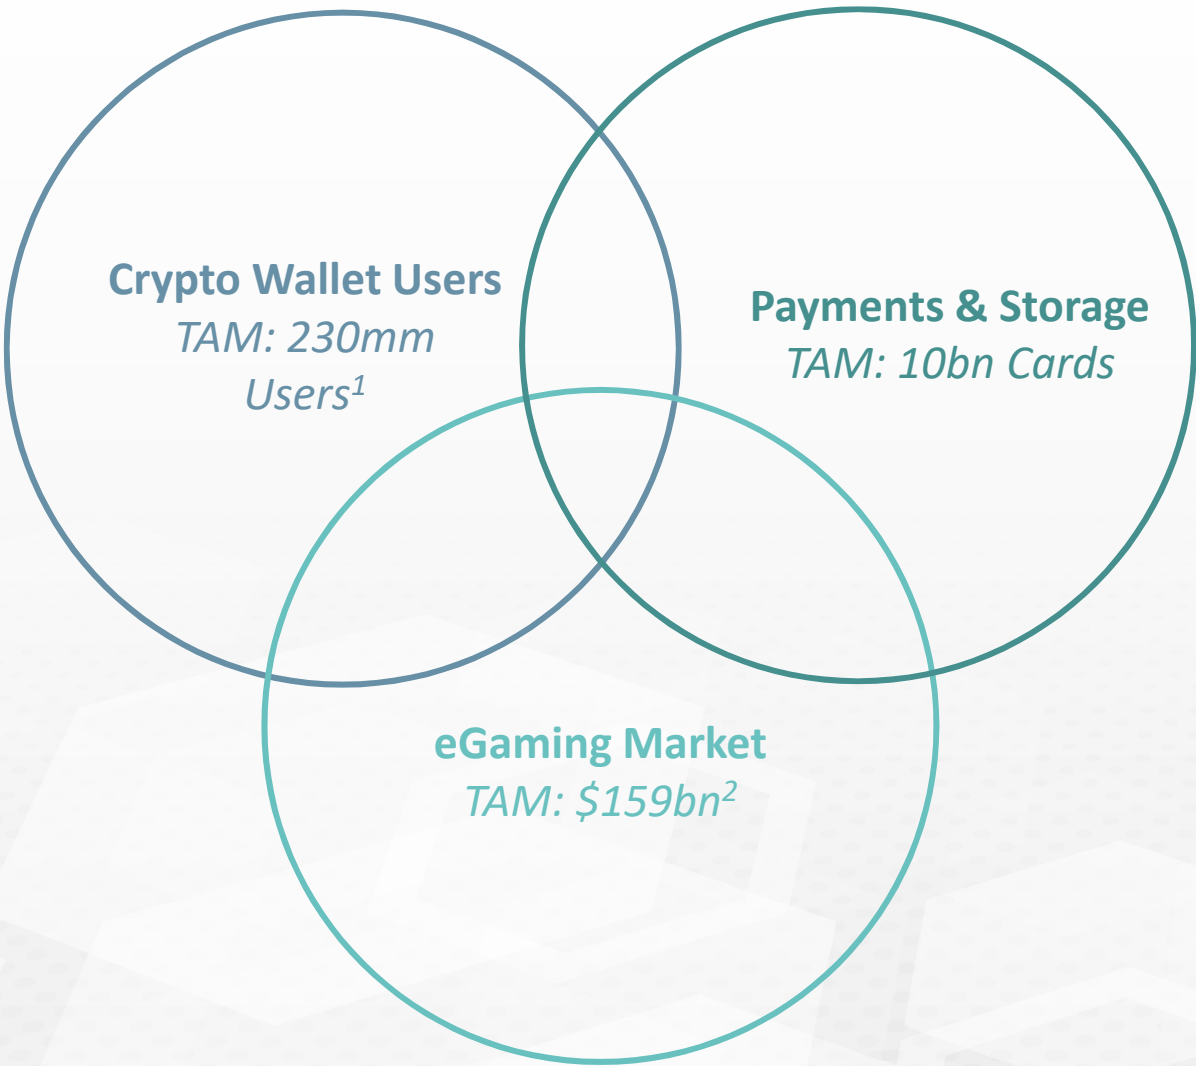 Crypto Wallet Users
TAM: 230mm
Users¹
Payments & Storage
TAM: 10bn Cards
eGaming Market
TAM: $159bn²